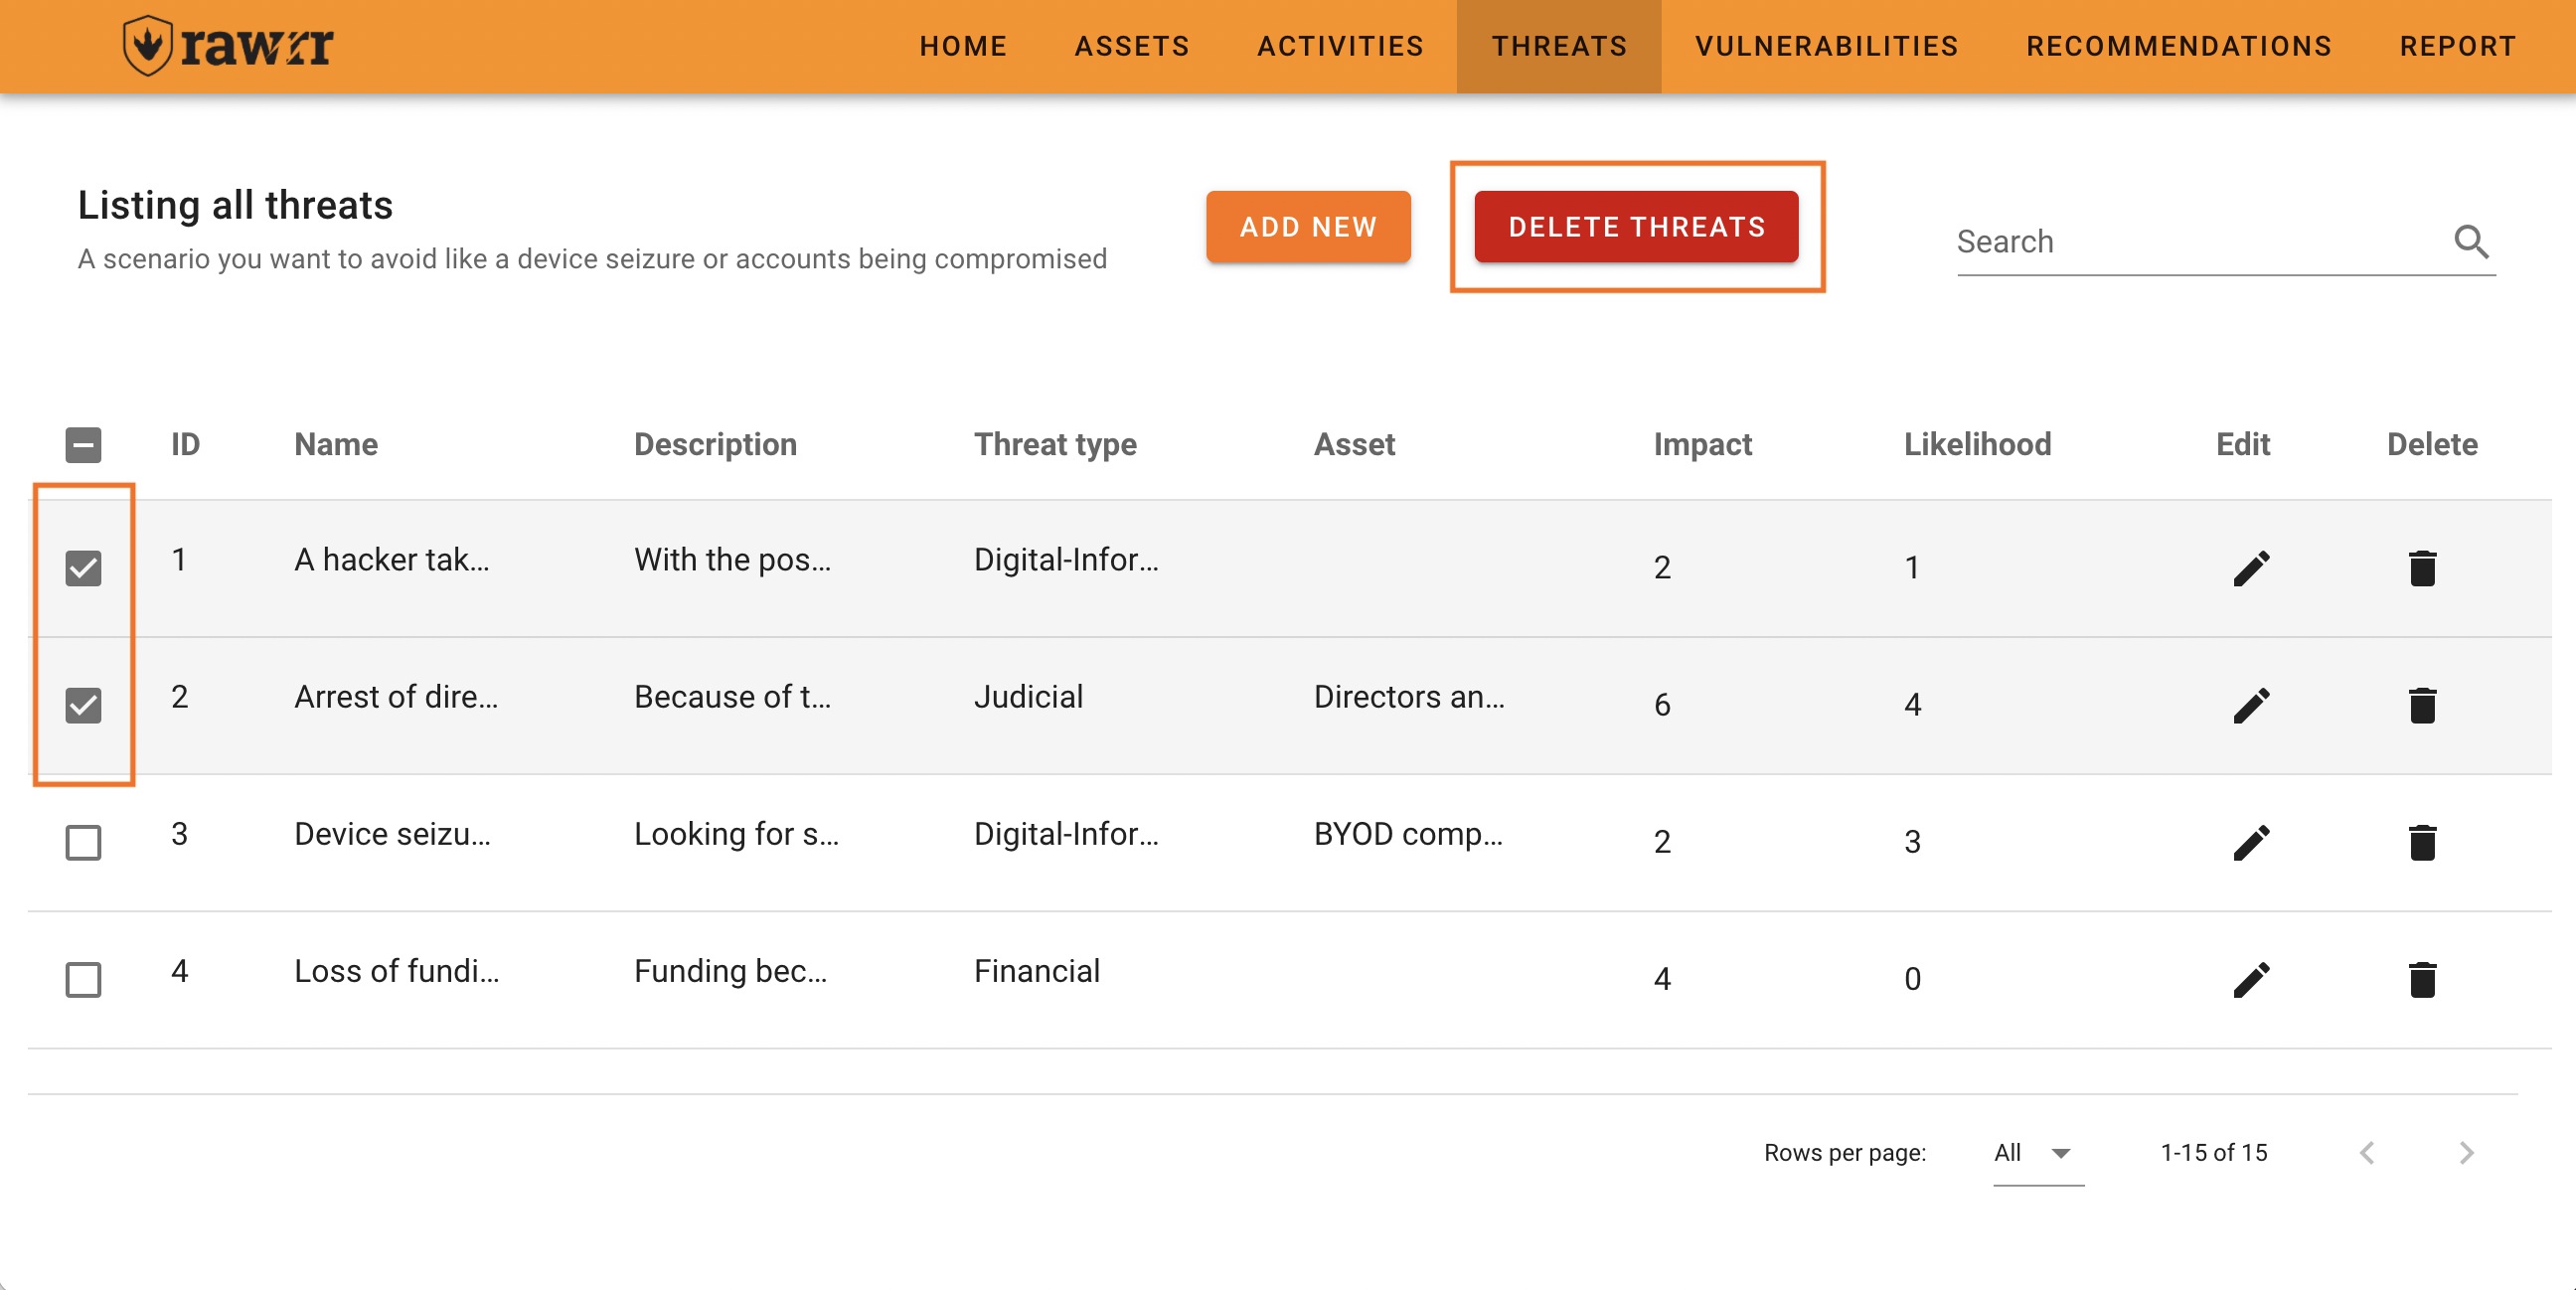 rawrr
HOME ASSETS ACTIVITIES THREATS VULNERABILITIES RECOMMENDATIONS REPORT
Listing all threats
A scenario you want to avoid like a device seizure or accounts being compromised
ADD NEW
DELETE THREATS
Search
ID Name Description Threat type Asset Impact Likelihood Edit Delete
1 A hacker tak... With the pos... Digital-Infor... 2 1
2 Arrest of dire... Because of t... Judicial Directors an... 6 4
3 Device seizu... Looking for s... Digital-Infor... BYOD comp... 2 3
4 Loss of fundi... Funding bec... Financial 4 0
Rows per page: All 1-15 of 15